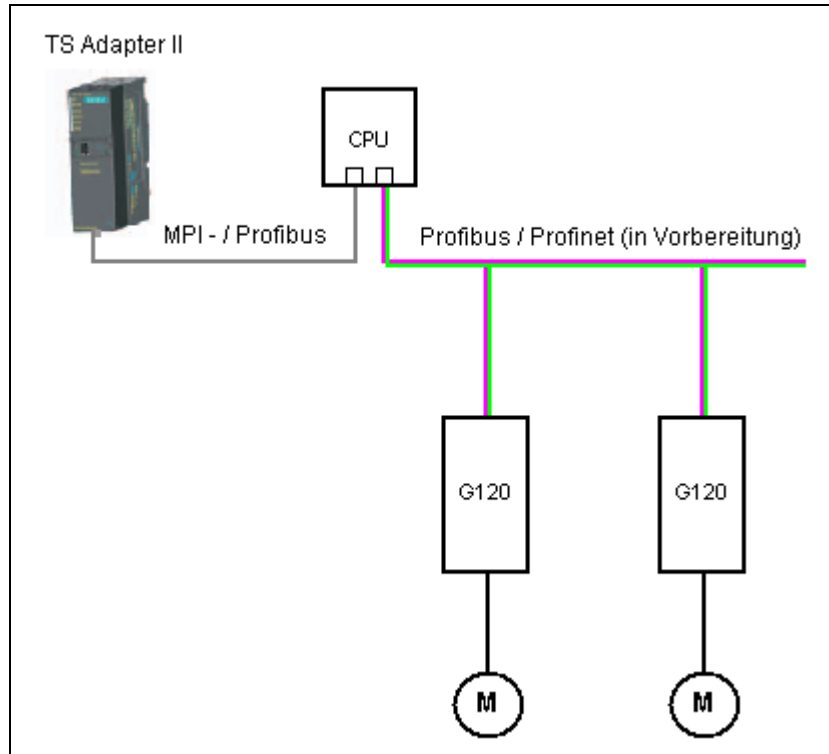 TS Adapter II
CPU
MPI - / Profibus
Profibus / Profinet (in Vorbereitung)
G120
G120
M
M